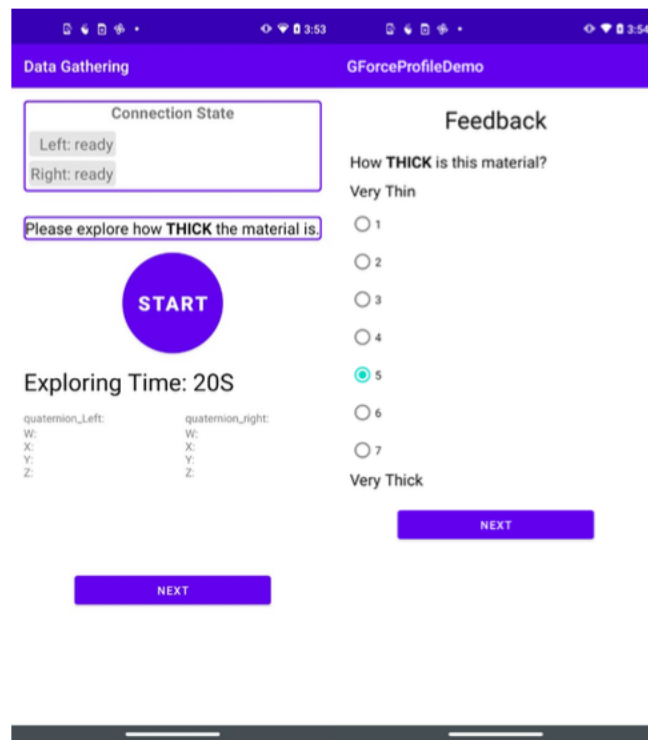 3:53
Data Gathering
Connection State
Left: ready
Right: ready
Please explore how THICK the material is.
START
Exploring Time: 20S
quaternion_Left:
W:
X:
Y:
Z:
quaternion_right:
W:
X:
Y:
Z:
NEXT
3:54
GForceProfileDemo
Feedback
How THICK is this material?
Very Thin
1
2
3
4
5
6
7
Very Thick
NEXT